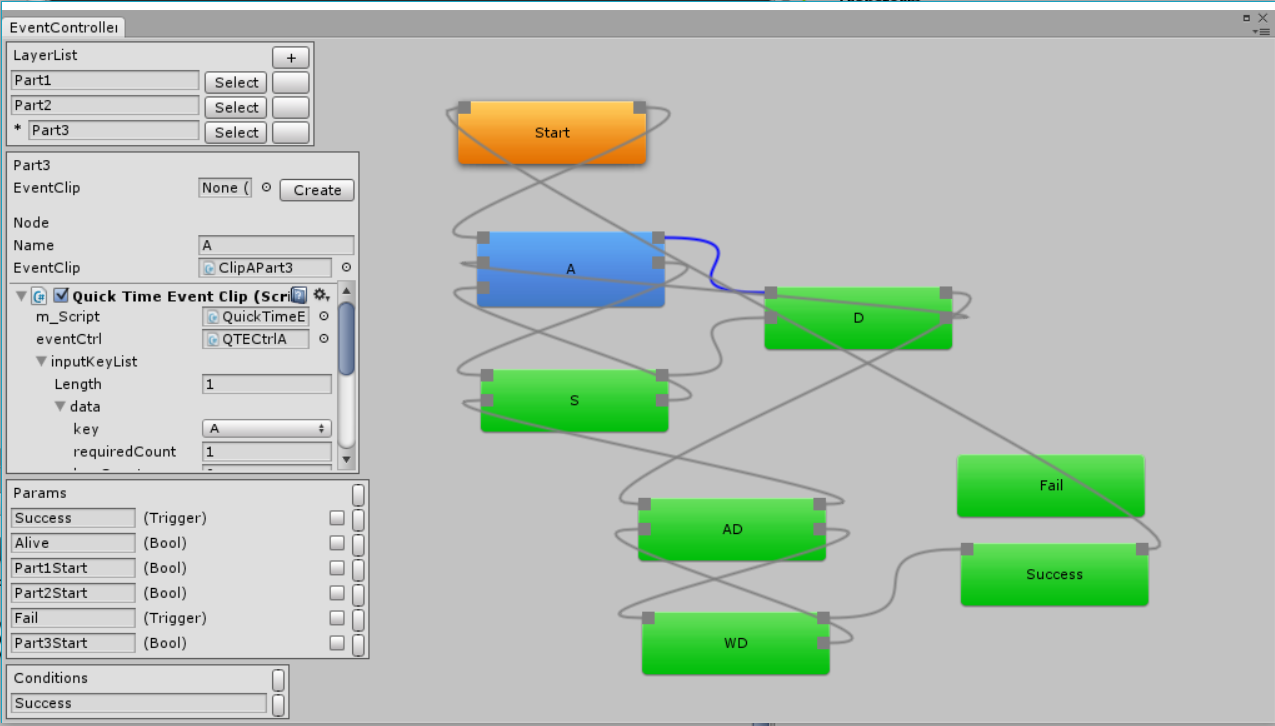 EventController
LayerList +
Part1 Select
Part2 Select
* Part3 Select
Part3
EventClip None ( Create
Node
Name A
EventClip ClipAPart3
Quick Time Event Clip (Scri
m_Script QuickTimeE
eventCtrl QTECtrlA
inputKeyList
Length 1
data
key A
requiredCount 1
Params
Success (Trigger)
Alive (Bool)
Part1Start (Bool)
Part2Start (Bool)
Fail (Trigger)
Part3Start (Bool)
Conditions
Success
Start
A
D
S
Fail
AD
Success
WD